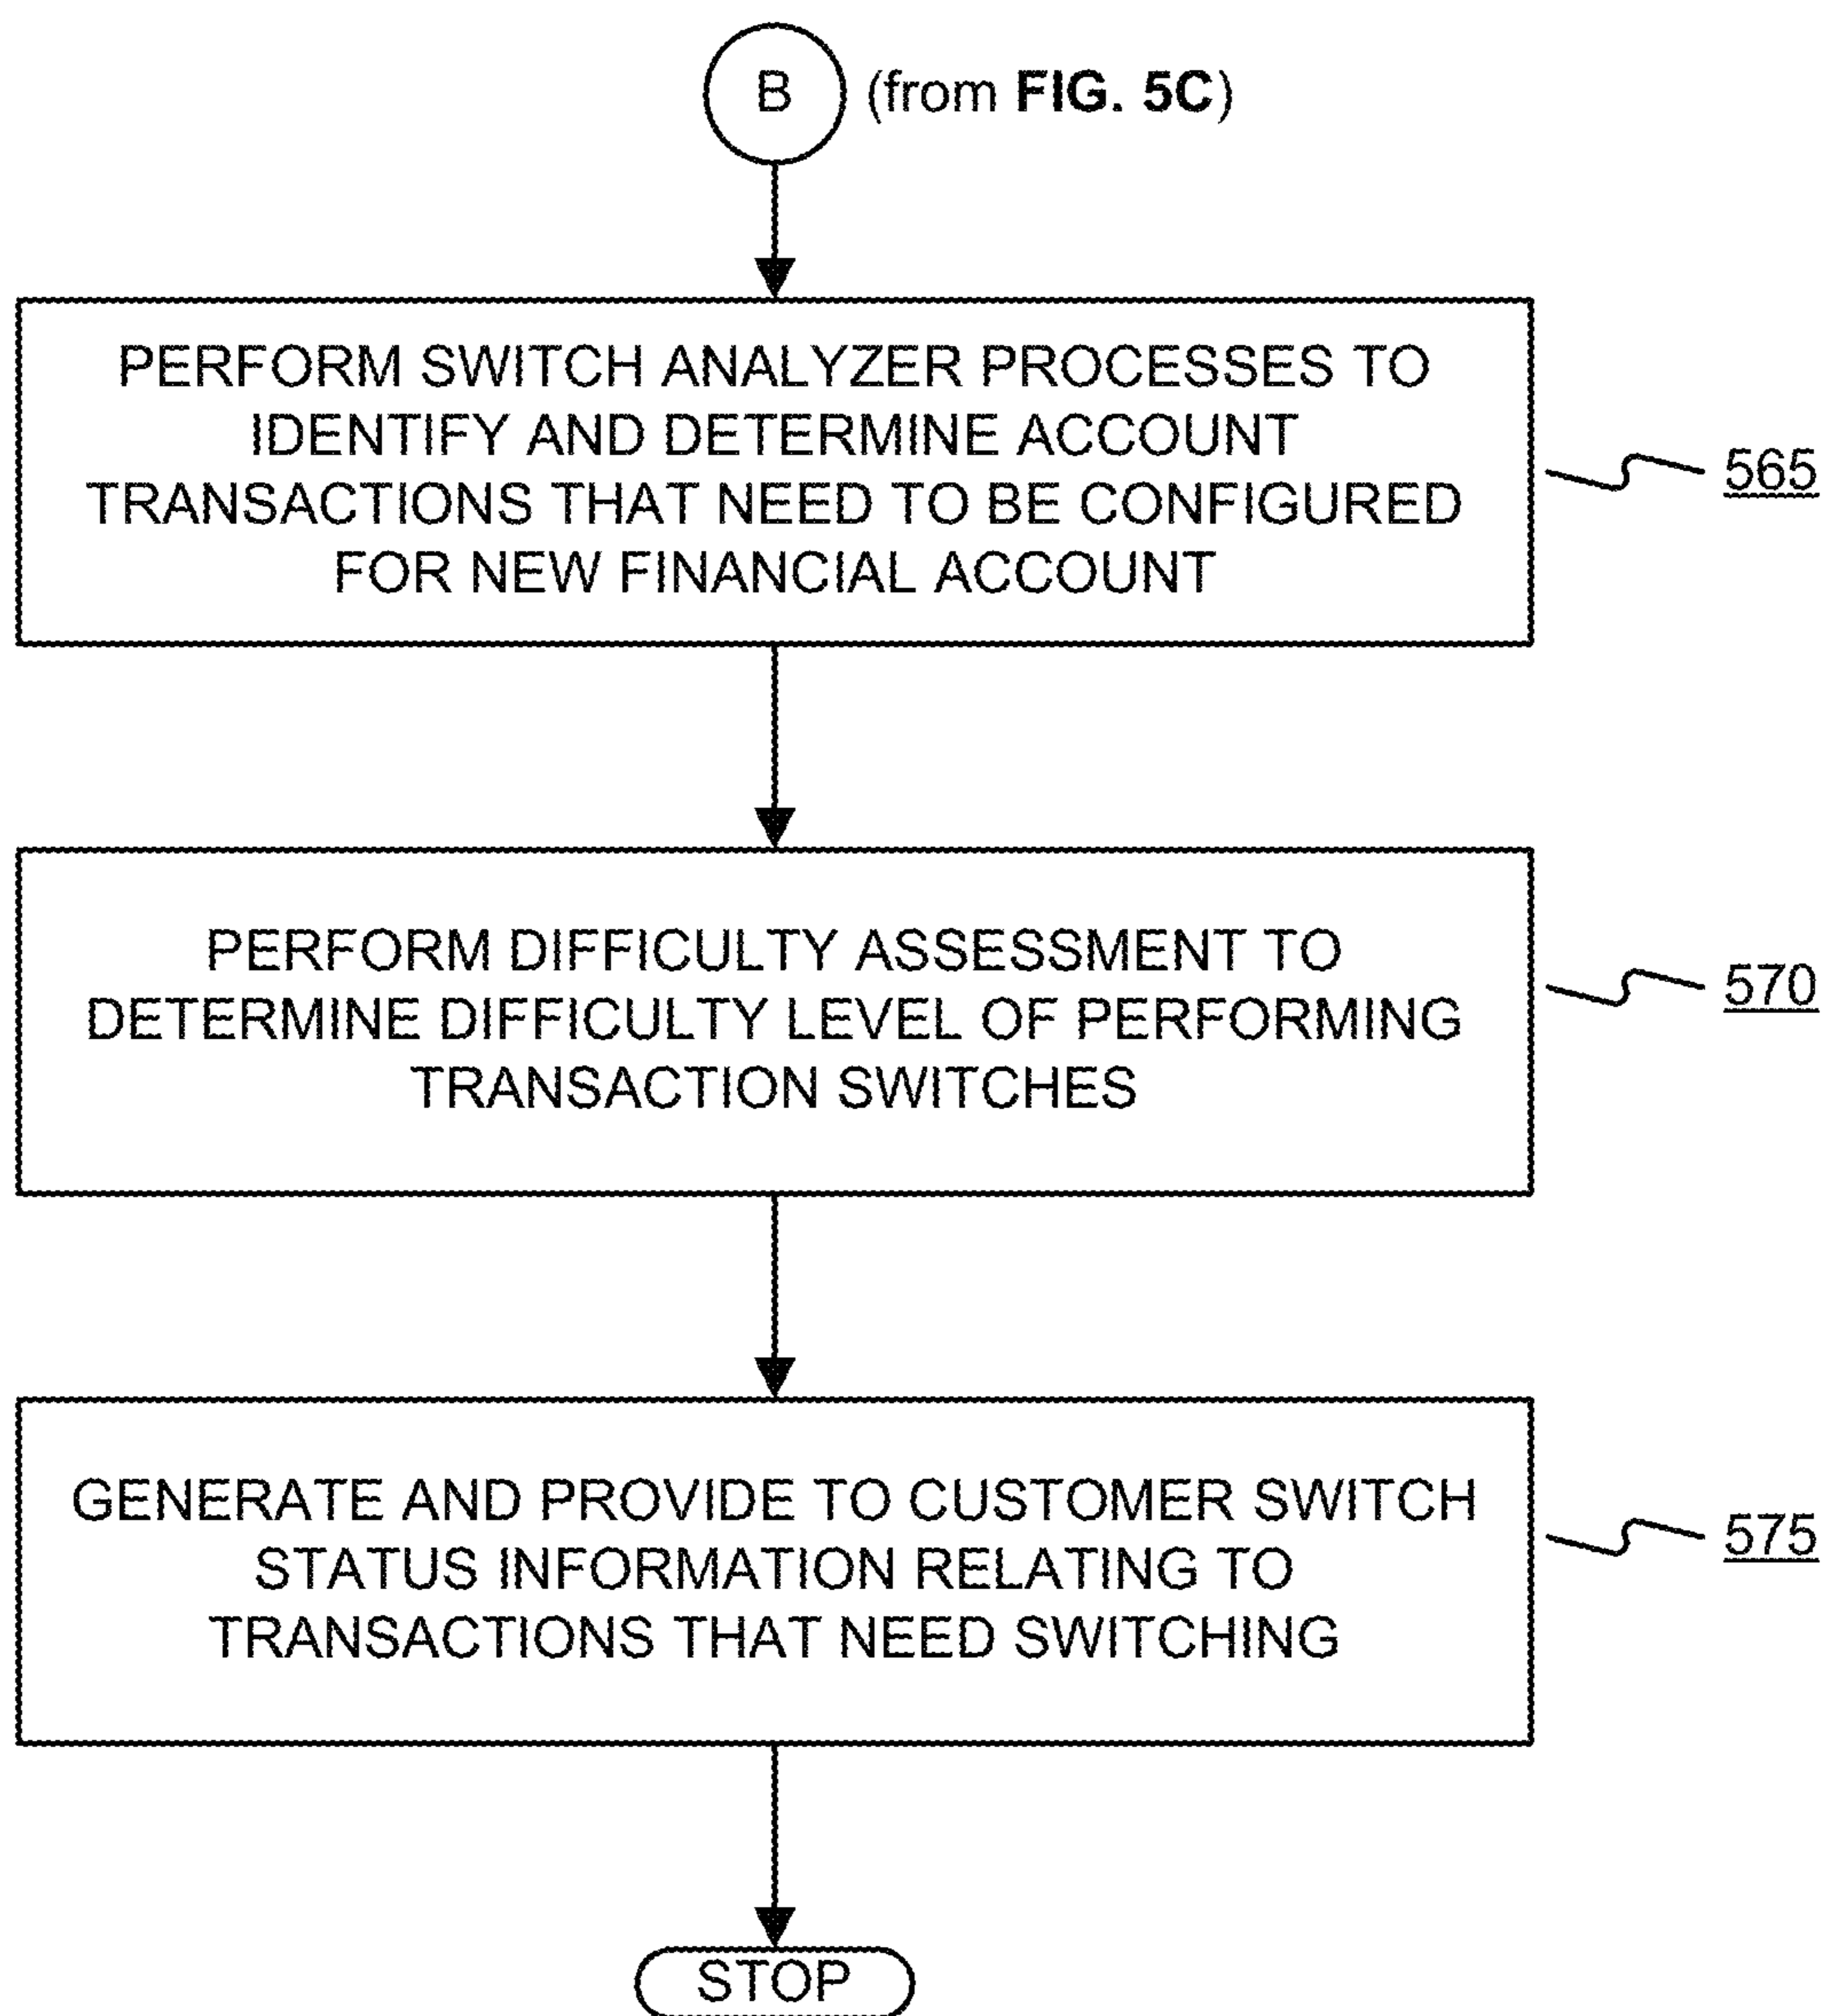 B (from FIG. 5C)
PERFORM SWITCH ANALYZER PROCESSES TO
IDENTIFY AND DETERMINE ACCOUNT
TRANSACTIONS THAT NEED TO BE CONFIGURED
FOR NEW FINANCIAL ACCOUNT
565
PERFORM DIFFICULTY ASSESSMENT TO
DETERMINE DIFFICULTY LEVEL OF PERFORMING
TRANSACTION SWITCHES
570
GENERATE AND PROVIDE TO CUSTOMER SWITCH
STATUS INFORMATION RELATING TO
TRANSACTIONS THAT NEED SWITCHING
575
STOP